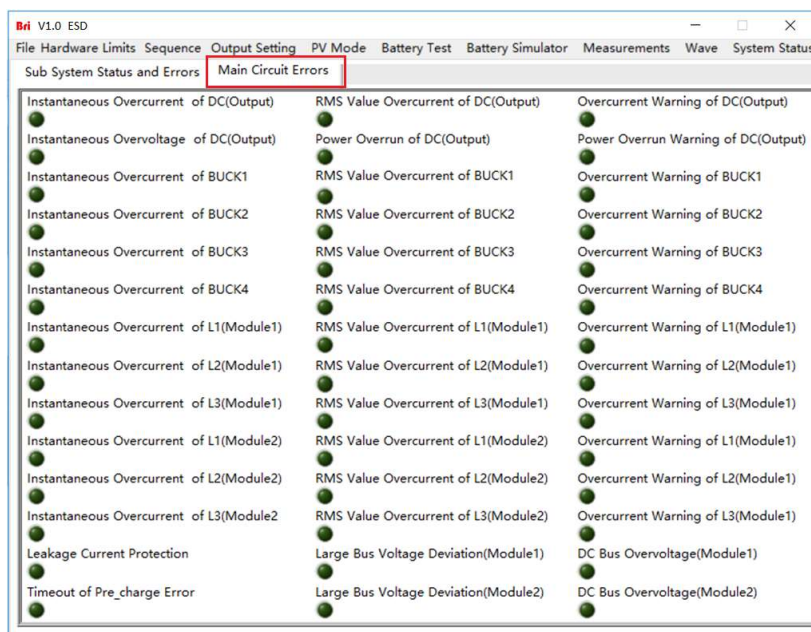 Bri V1.0 ESD
File Hardware Limits Sequence Output Setting PV Mode Battery Test Battery Simulator Measurements Wave System Status
Sub System Status and Errors Main Circuit Errors
Instantaneous Overcurrent of DC(Output) RMS Value Overcurrent of DC(Output) Overcurrent Warning of DC(Output)
Instantaneous Overvoltage of DC(Output) Power Overrun of DC(Output) Power Overrun Warning of DC(Output)
Instantaneous Overcurrent of BUCK1 RMS Value Overcurrent of BUCK1 Overcurrent Warning of BUCK1
Instantaneous Overcurrent of BUCK2 RMS Value Overcurrent of BUCK2 Overcurrent Warning of BUCK2
Instantaneous Overcurrent of BUCK3 RMS Value Overcurrent of BUCK3 Overcurrent Warning of BUCK3
Instantaneous Overcurrent of BUCK4 RMS Value Overcurrent of BUCK4 Overcurrent Warning of BUCK4
Instantaneous Overcurrent of L1(Module1) RMS Value Overcurrent of L1(Module1) Overcurrent Warning of L1(Module1)
Instantaneous Overcurrent of L2(Module1) RMS Value Overcurrent of L2(Module1) Overcurrent Warning of L2(Module1)
Instantaneous Overcurrent of L3(Module1) RMS Value Overcurrent of L3(Module1) Overcurrent Warning of L3(Module1)
Instantaneous Overcurrent of L1(Module2) RMS Value Overcurrent of L1(Module2) Overcurrent Warning of L1(Module1)
Instantaneous Overcurrent of L2(Module2) RMS Value Overcurrent of L2(Module2) Overcurrent Warning of L2(Module1)
Instantaneous Overcurrent of L3(Module2 RMS Value Overcurrent of L3(Module2) Overcurrent Warning of L3(Module1)
Leakage Current Protection Large Bus Voltage Deviation(Module1) DC Bus Overvoltage(Module1)
Timeout of Pre_charge Error Large Bus Voltage Deviation(Module2) DC Bus Overvoltage(Module2)